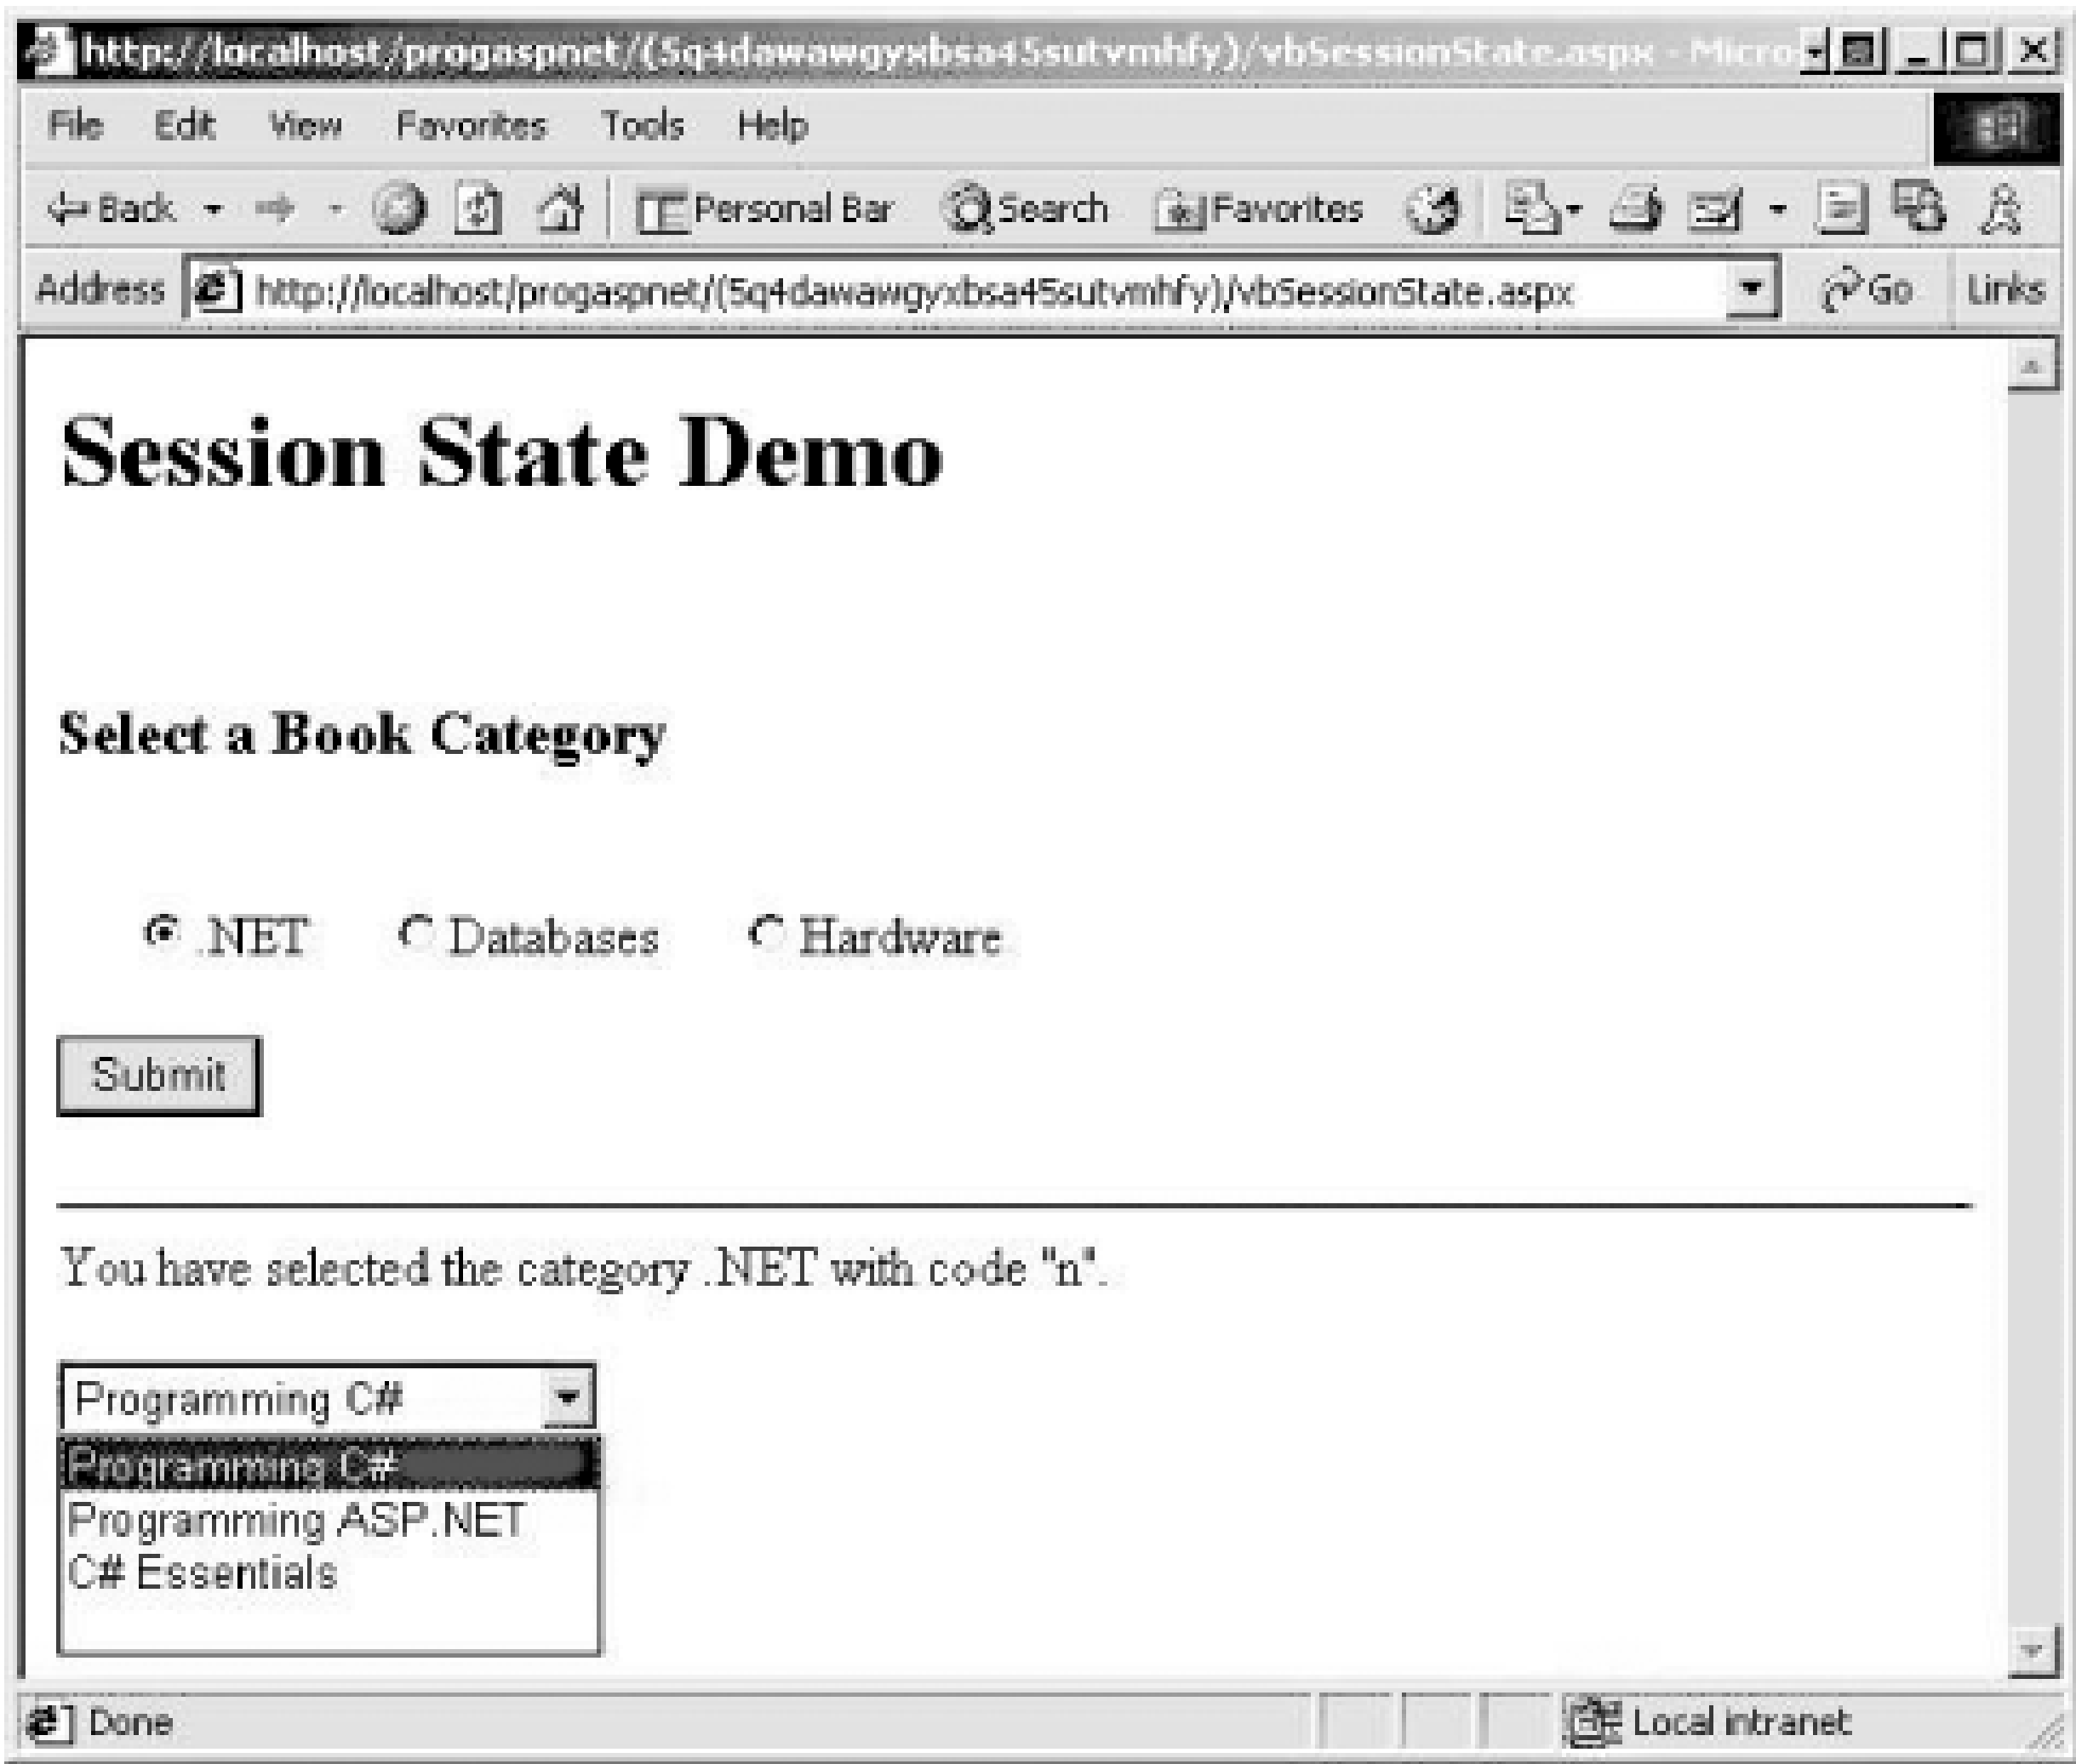 http://localhost/progaspnet/(5q4dawawgyxbsa45sutvmhfy)/vbSessionState.aspx - Micro
File Edit View Favorites Tools Help
Back Personal Bar Search Favorites
Address http://localhost/progaspnet/(5q4dawawgyxbsa45sutvmhfy)/vbSessionState.aspx Go Links
Session State Demo
Select a Book Category
.NET Databases Hardware
Submit
You have selected the category .NET with code "n".
Programming C#
Programming C#
Programming ASP.NET
C# Essentials
Done Local intranet